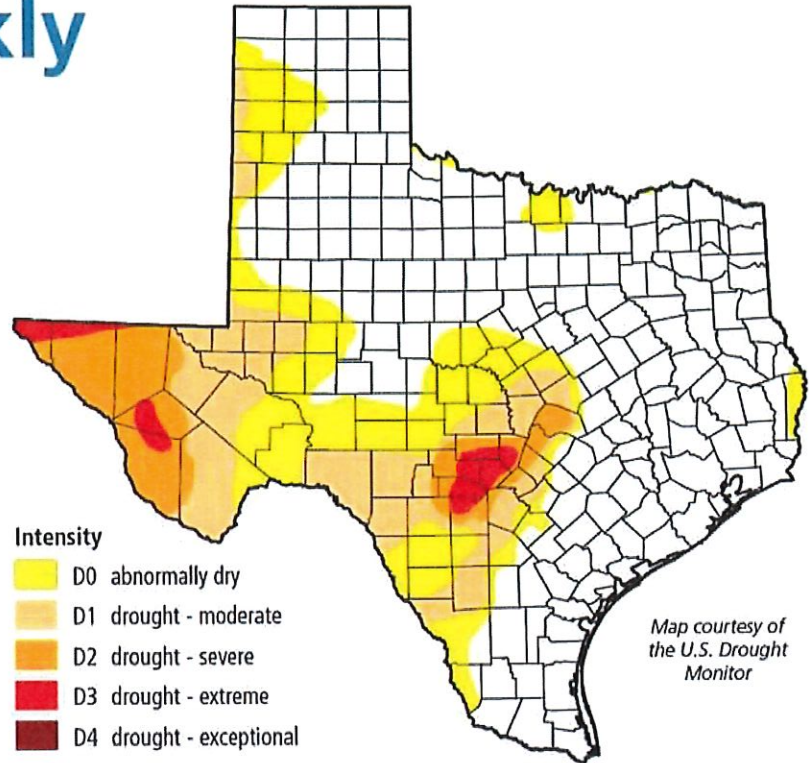 kly
Intensity
D0 abnormally dry
D1 drought - moderate
D2 drought - severe
D3 drought - extreme
D4 drought - exceptional
Map courtesy of
the U.S. Drought
Monitor